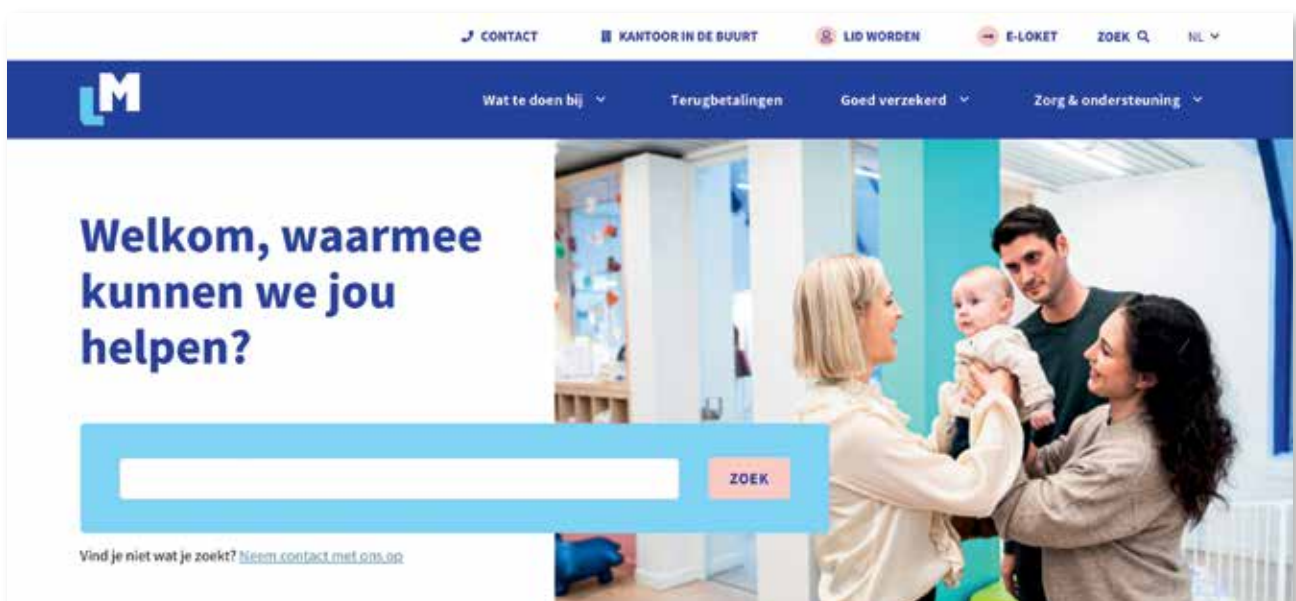 CONTACT
KANTOOR IN DE BUURT
LID WORDEN
E-LOKET
ZOEK
NL
LM
Wat te doen bij
Terugbetalingen
Goed verzekerd
Zorg & ondersteuning
Welkom, waarmee
kunnen we jou
helpen?
ZOEK
Vind je niet wat je zoekt? Neem contact met ons op